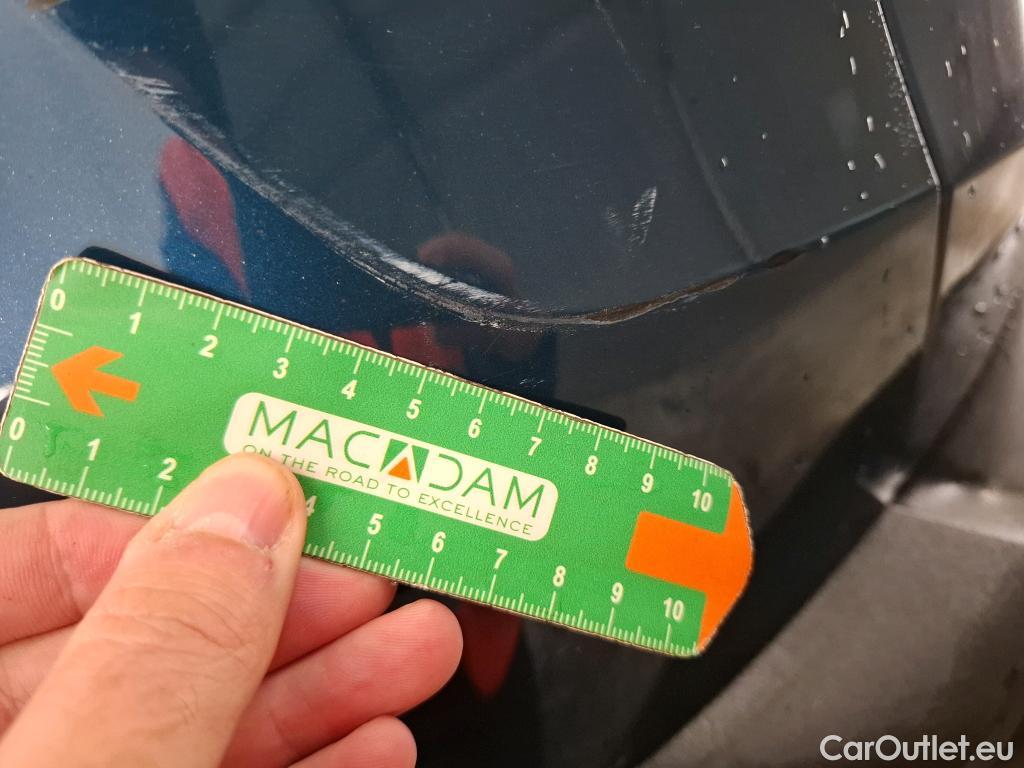 0 1 2 3 4 5 6 7 8 9 10
MACADAM
ON THE ROAD TO EXCELLENCE
0 1 2 4 5 6 7 8 9 10
CarOutlet.eu